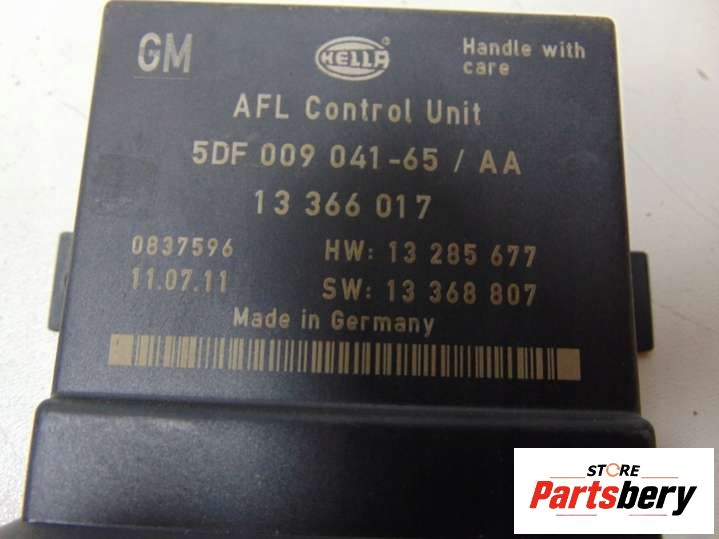 GM
HELLA
Handle with
care
AFL Control Unit
5DF 009 041-65 / AA
13 366 017
0837596
HW: 13 285 677
11.07.11
SW: 13 368 807
Made in Germany
STORE
Partsbery